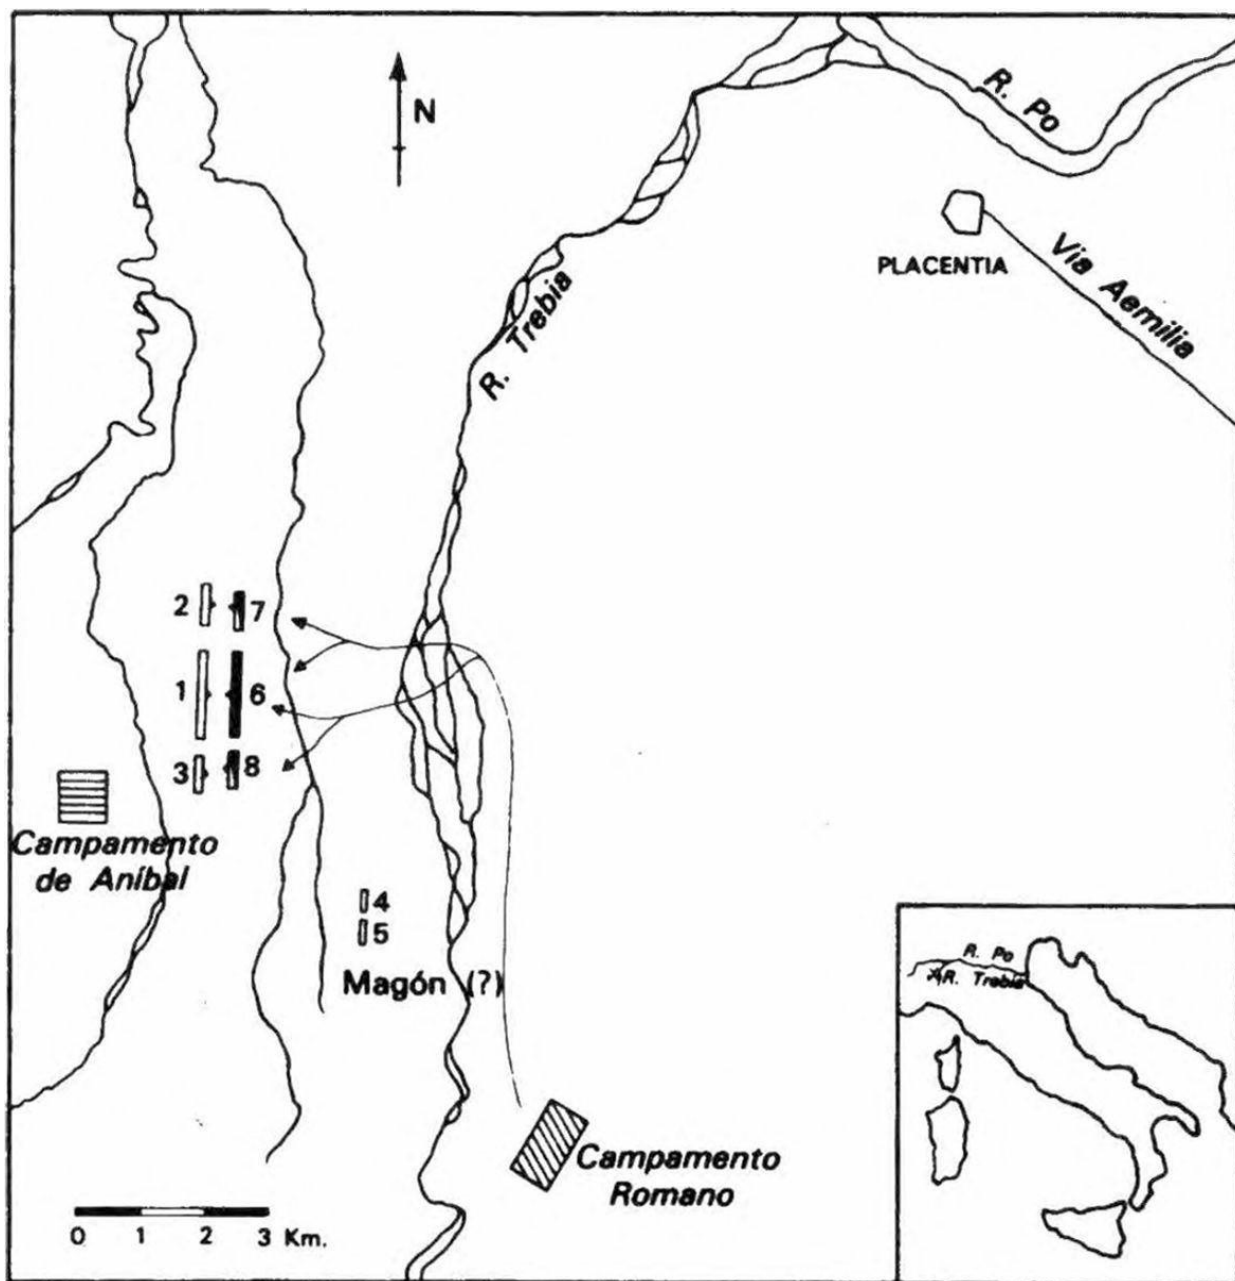 N
R. Po
PLACENTIA
Via Aemilia
R. Trebia
2
7
1
6
3
8
Campamento
de Aníbal
4
5
Magón (?)
R. Po
R. Trebia
Campamento
Romano
0 1 2 3 Km.